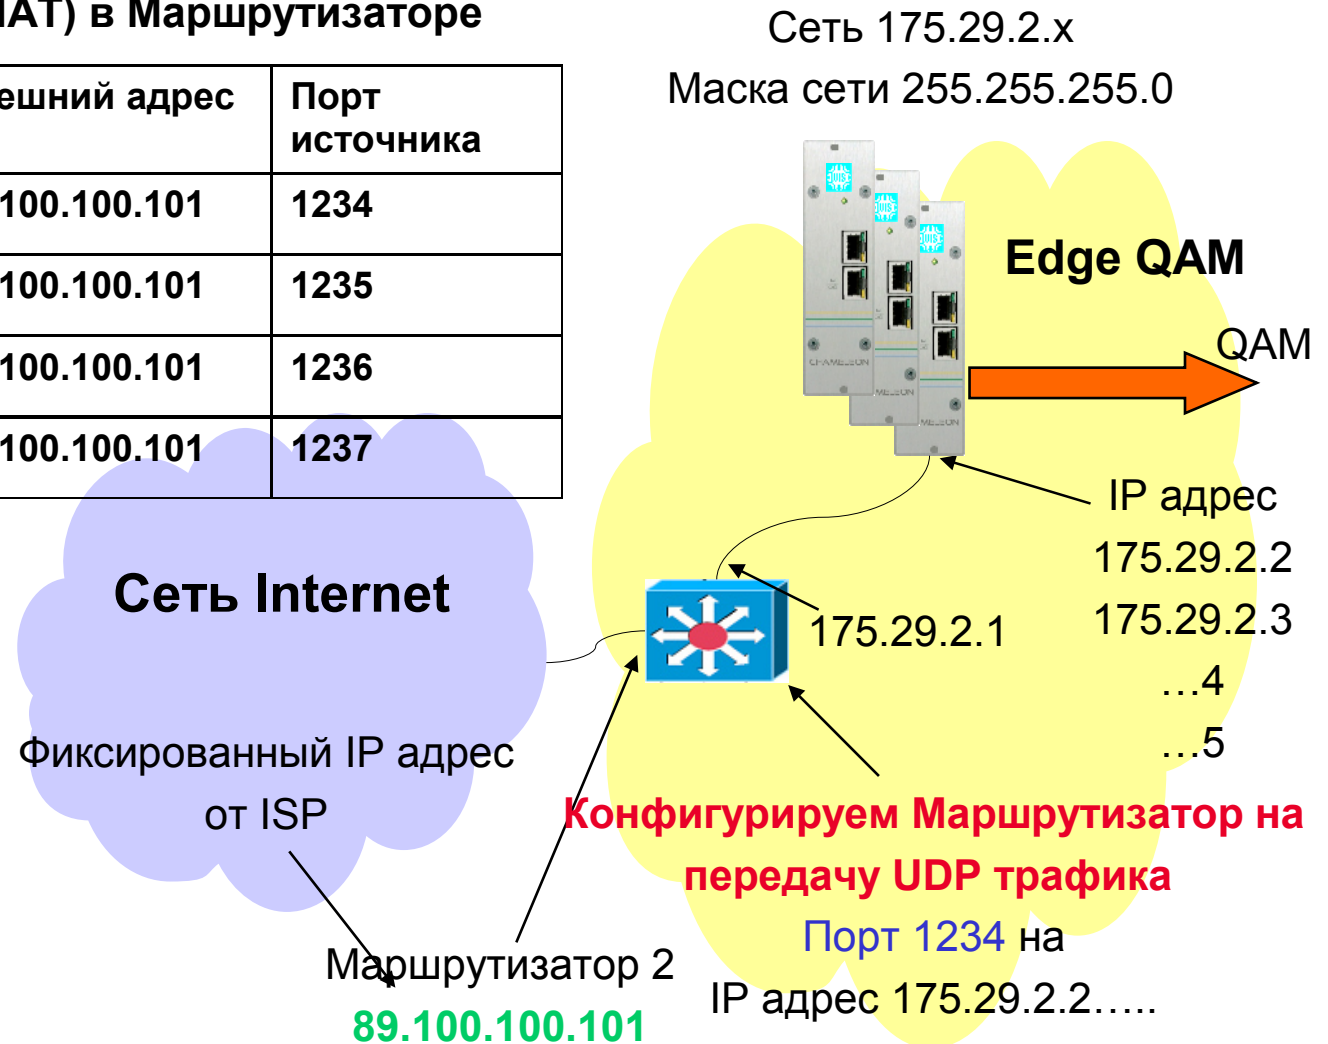 НАТ) в Маршрутизаторе
ешний адрес
Порт
источника
100.100.101
1234
100.100.101
1235
100.100.101
1236
100.100.101
1237
Сеть 175.29.2.x
Маска сети 255.255.255.0
CHAMELEON
MELEON
MELEON
Edge QAM
QAM
IP адрес
175.29.2.2
175.29.2.3
…4
…5
175.29.2.1
Сеть Internet
Фиксированный IP адрес
от ISP
Маршрутизатор 2
89.100.100.101
Конфигурируем Маршрутизатор на
передачу UDP трафика
Порт 1234 на
IP адрес 175.29.2.2…..